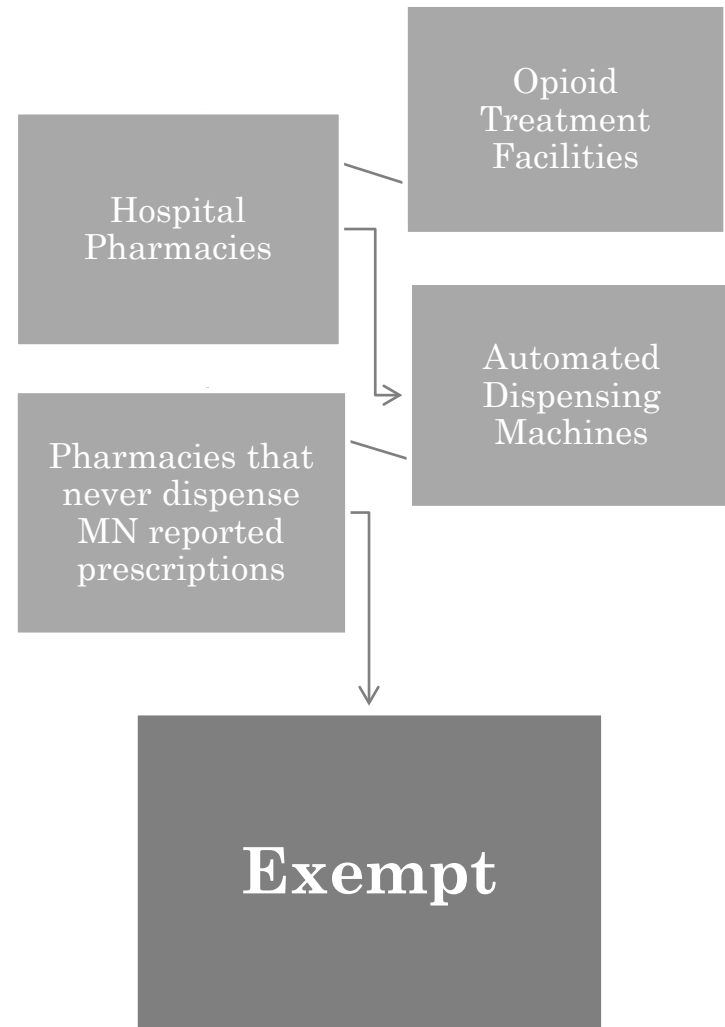 Opioid
Treatment
Facilities
Hospital
Pharmacies
Automated
Dispensing
Machines
Pharmacies that
never dispense
MN reported
prescriptions
Exempt